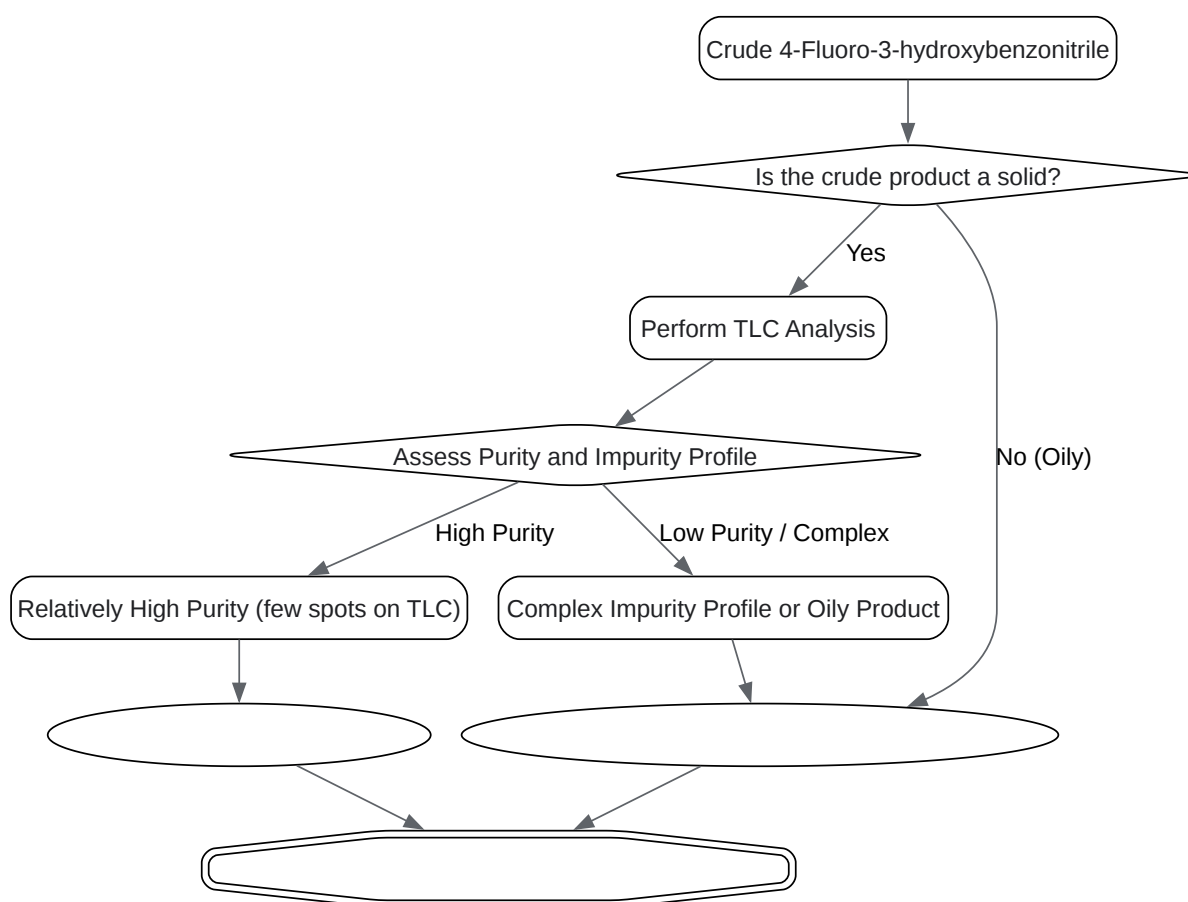 Crude 4-Fluoro-3-hydroxybenzonitrile
Is the crude product a solid?
Yes
Perform TLC Analysis
Assess Purity and Impurity Profile
No (Oily)
High Purity
Low Purity / Complex
Relatively High Purity (few spots on TLC)
Complex Impurity Profile or Oily Product